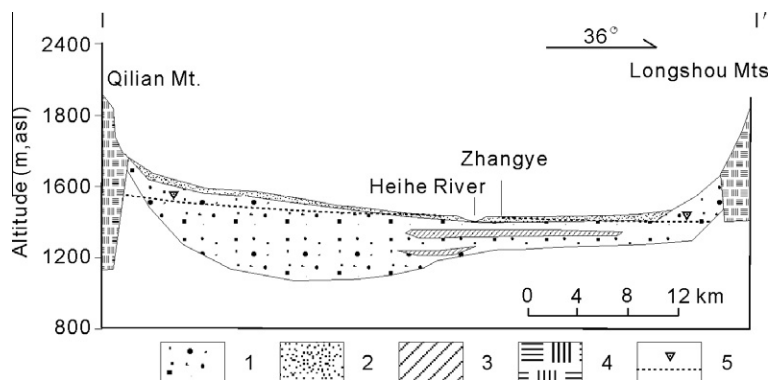 I I′
2400 36°
Qilian Mt. Longshou Mts
1800
Zhangye
1600 Heihe River
Altitude (m,asl)
1200
0 4 8 12 km
800
1 2 3 4 5